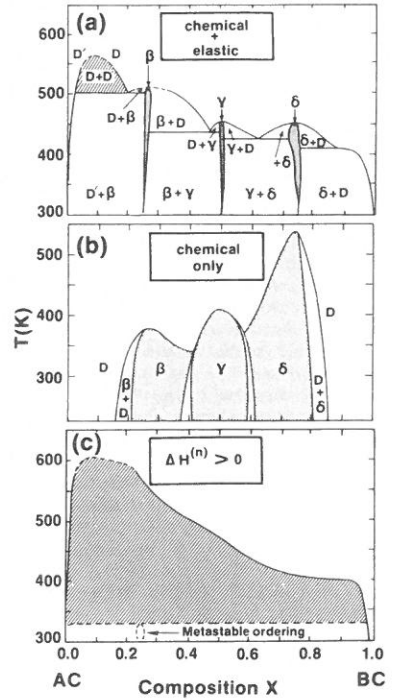 (a)
chemical
+
elastic
600
500
400
300
D′ D
D+D′
β
γ
δ
D+β
β+D
D+γ
γ+D
+δ
δ+D
D′+β
β+γ
γ+δ
δ+D
(b)
chemical
only
T(K)
500
400
300
D
β+D
β
γ
δ
D+δ
D
(c)
Δ H(n) > 0
600
500
400
300
Metastable ordering
0.0 0.2 0.4 0.6 0.8 1.0
AC Composition X BC